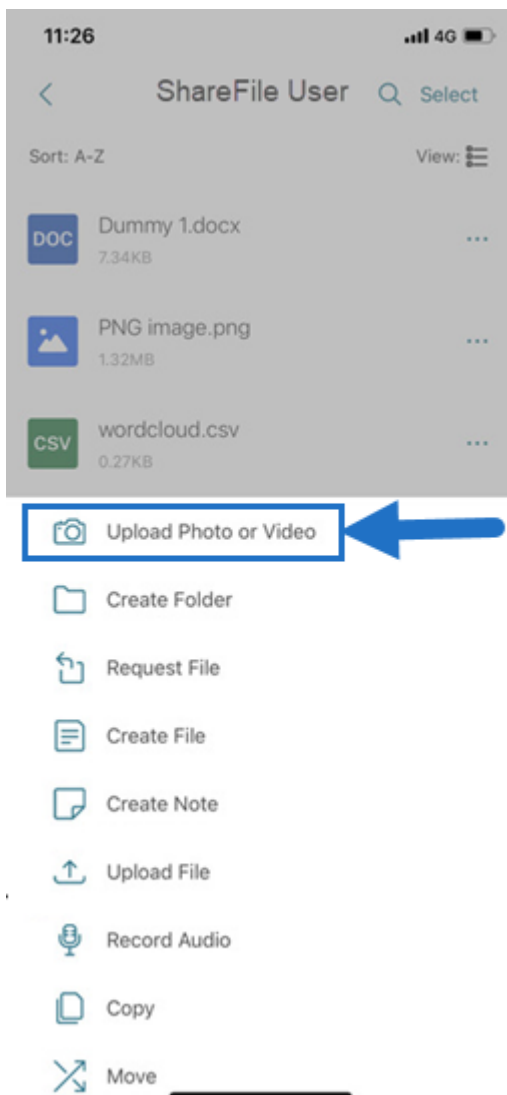 11:26 4G
ShareFile User Select
Sort: A-Z View:
DOC Dummy 1.docx
7.34KB
PNG image.png
1.32MB
CSV wordcloud.csv
0.27KB
Upload Photo or Video
Create Folder
Request File
Create File
Create Note
Upload File
Record Audio
Copy
Move